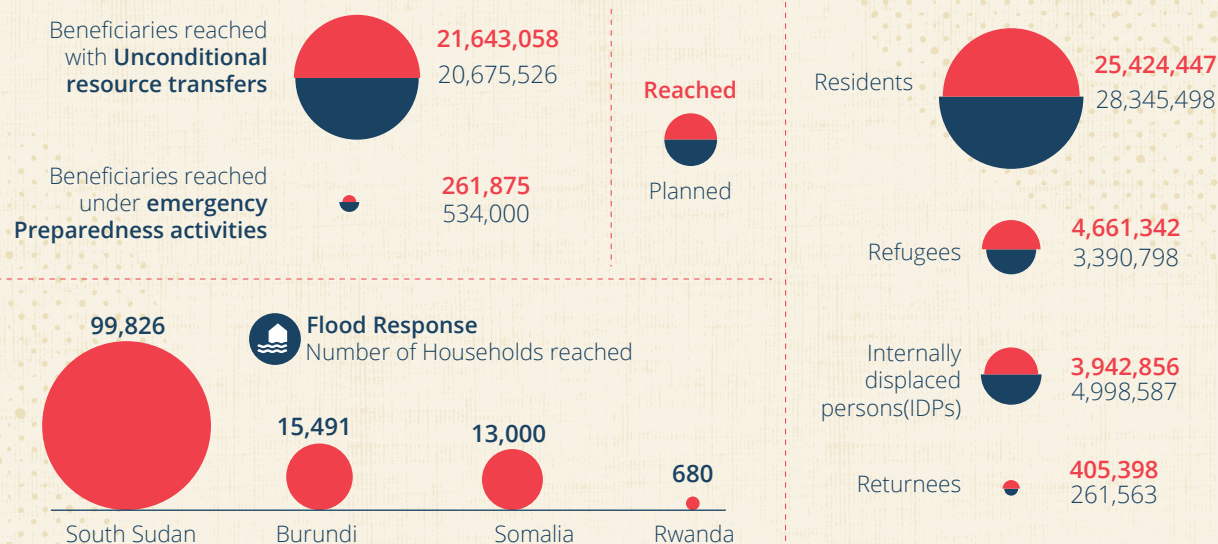 Beneficiaries reached
with Unconditional
resource transfers
21,643,058
20,675,526
Beneficiaries reached
under emergency
Preparedness activities
261,875
534,000
Reached
Planned
Flood Response
Number of Households reached
99,826
15,491
13,000
680
South Sudan
Burundi
Somalia
Rwanda
Residents
25,424,447
28,345,498
Refugees
4,661,342
3,390,798
Internally
displaced
persons(IDPs)
3,942,856
4,998,587
Returnees
405,398
261,563